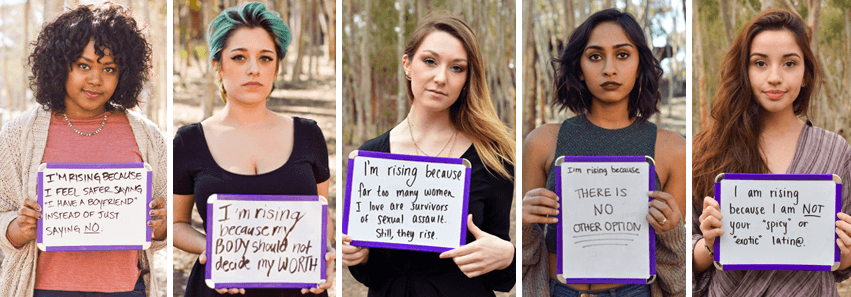 I'M RISING BECAUSE
I FEEL SAFER SAYING
"I HAVE A BOYFRIEND"
INSTEAD OF JUST
SAYING NO.
I'm rising
because my
BODY should not
decide my WORTH
I'm rising because
far too many women
I love are survivors
of sexual assault.
Still, they rise.
I'm rising because
THERE IS
NO
OTHER OPTION
I am rising
because I am NOT
your "spicy" or
"exotic" latin@.